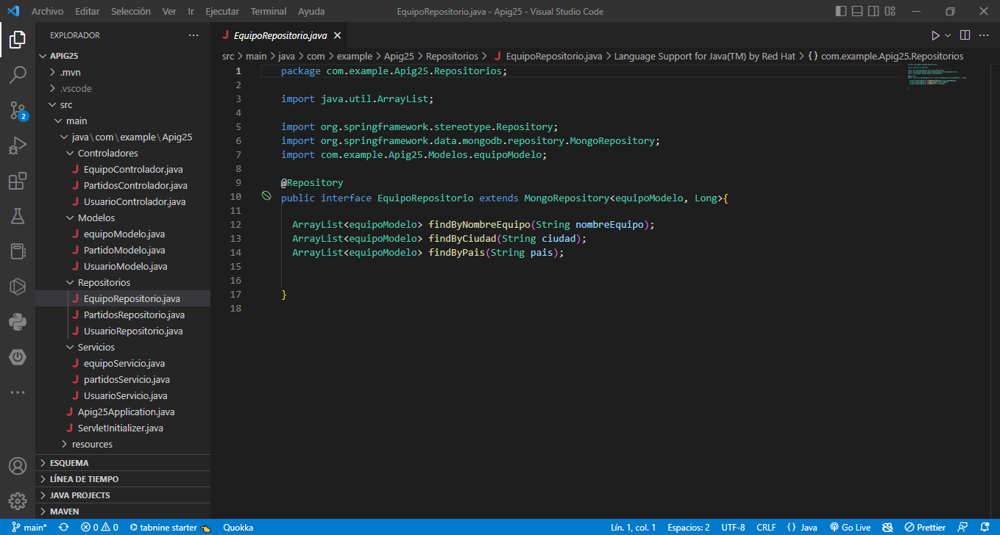 Archivo Editar Selección Ver Ir Ejecutar Terminal Ayuda EquipoRepositorio.java - Apig25 - Visual Studio Code
EXPLORADOR
APIG25
.mvn
.vscode
src
main
java\com\example\Apig25
Controladores
EquipoControlador.java
PartidosControlador.java
UsuarioControlador.java
Modelos
equipoModelo.java
PartidoModelo.java
UsuarioModelo.java
Repositorios
EquipoRepositorio.java
PartidosRepositorio.java
UsuarioRepositorio.java
Servicios
equipoServicio.java
partidosServicio.java
UsuarioServicio.java
Apig25Application.java
ServletInitializer.java
resources
ESQUEMA
LÍNEA DE TIEMPO
JAVA PROJECTS
MAVEN
2
EquipoRepositorio.java
src > main > java > com > example > Apig25 > Repositorios > EquipoRepositorio.java > Language Support for Java(TM) by Red Hat > {} com.example.Apig25.Repositorios
1 package com.example.Apig25.Repositorios;
2
3 import java.util.ArrayList;
4
5 import org.springframework.stereotype.Repository;
6 import org.springframework.data.mongodb.repository.MongoRepository;
7 import com.example.Apig25.Modelos.equipoModelo;
8
9 @Repository
10 public interface EquipoRepositorio extends MongoRepository<equipoModelo, Long>{
11
12 ArrayList<equipoModelo> findByNombreEquipo(String nombreEquipo);
13 ArrayList<equipoModelo> findByCiudad(String ciudad);
14 ArrayList<equipoModelo> findByPais(String pais);
15
16
17 }
18
main* 0 0 tabnine starter Quokka Lín. 1, col. 1 Espacios: 2 UTF-8 CRLF {} Java Go Live Prettier